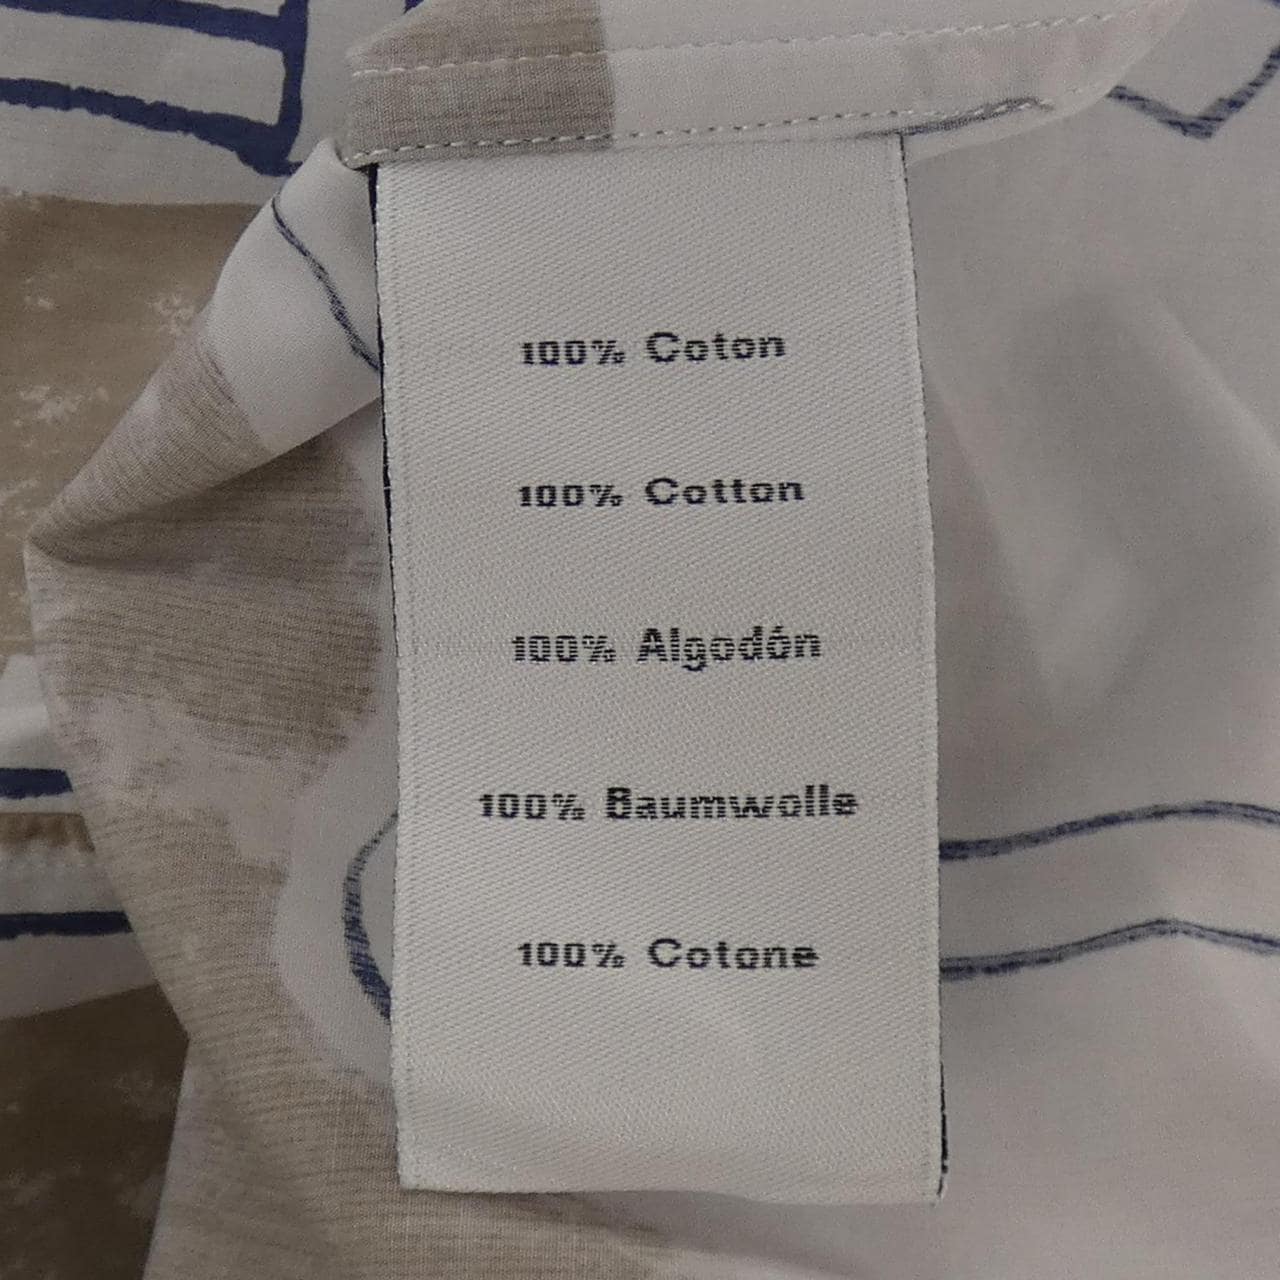 100% Coton
100% Cotton
100% Algodón
100% Baumwolle
100% Cotone